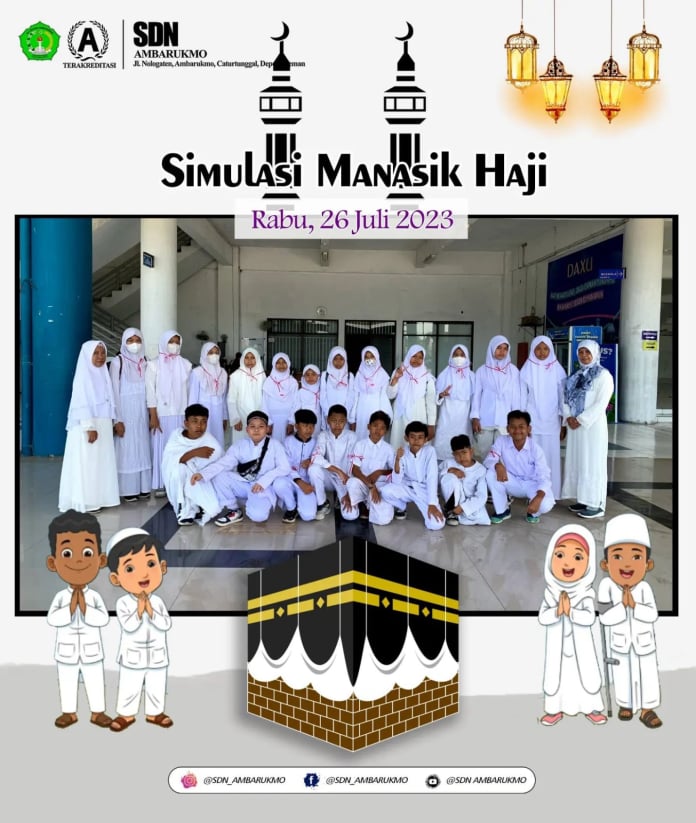 SDN
AMBARUKMO
TERAKREDITASI
A
Jl. Nologaten, Ambarukmo, Caturtunggal, Depok, Sleman
Simulasi Manasik Haji
Rabu, 26 Juli 2023
DAXU
@SDN_AMBARUKMO
@SDN_AMBARUKMO
@SDN AMBARUKMO